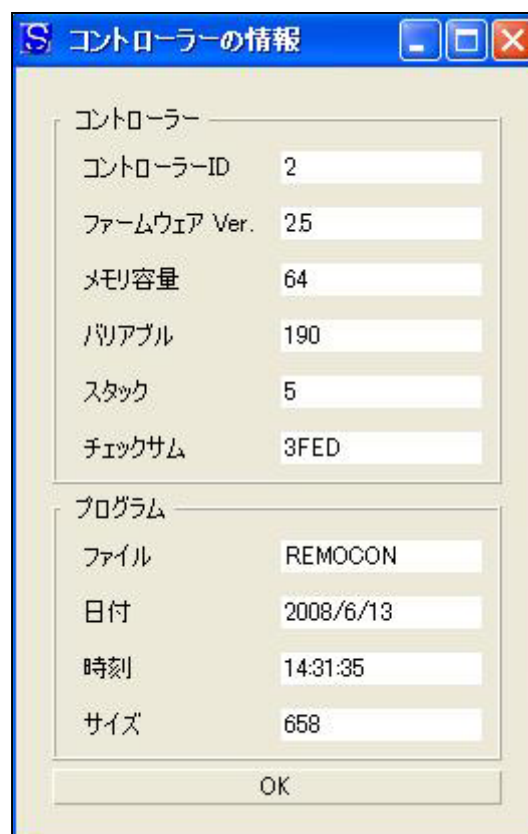 S コントローラーの情報
コントローラー
コントローラーID 2
ファームウェア Ver. 2.5
メモリ容量 64
バリアブル 190
スタック 5
チェックサム 3FED
プログラム
ファイル REMOCON
日付 2008/6/13
時刻 14:31:35
サイズ 658
OK